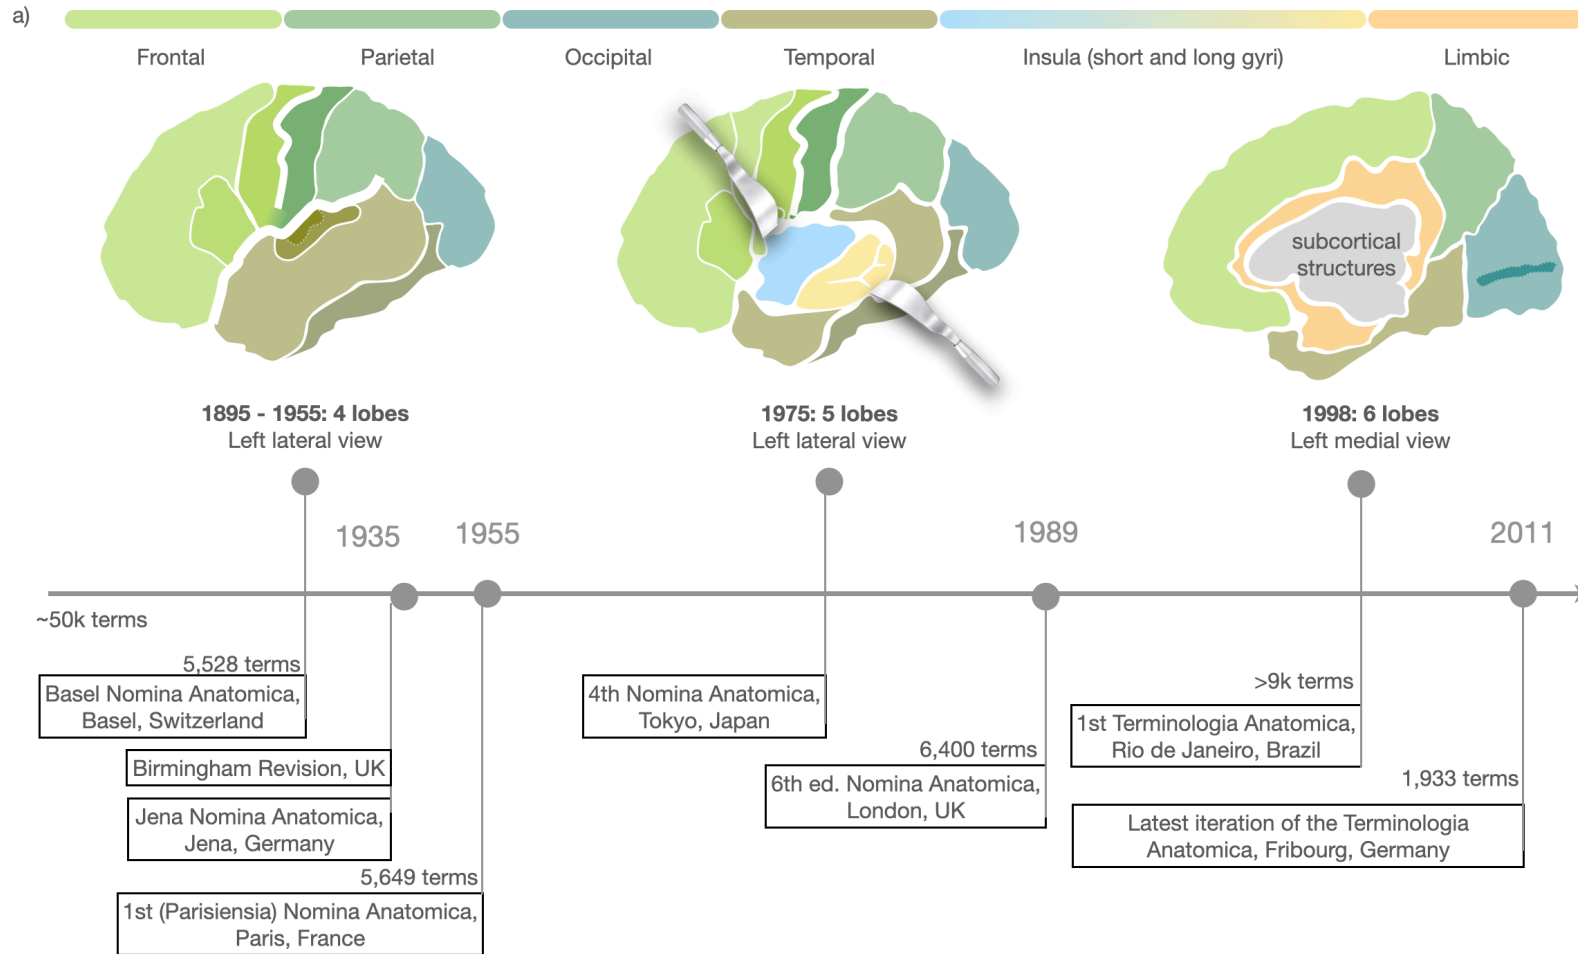 a)
Frontal
Parietal
Occipital
Temporal
Insula (short and long gyri)
Limbic
subcortical
structures
1895 - 1955: 4 lobes
Left lateral view
1975: 5 lobes
Left lateral view
1998: 6 lobes
Left medial view
1935
1955
1989
2011
~50k terms
5,528 terms
Basel Nomina Anatomica,
Basel, Switzerland
Birmingham Revision, UK
Jena Nomina Anatomica,
Jena, Germany
5,649 terms
1st (Parisiensia) Nomina Anatomica,
Paris, France
4th Nomina Anatomica,
Tokyo, Japan
6,400 terms
6th ed. Nomina Anatomica,
London, UK
>9k terms
1st Terminologia Anatomica,
Rio de Janeiro, Brazil
1,933 terms
Latest iteration of the Terminologia
Anatomica, Fribourg, Germany